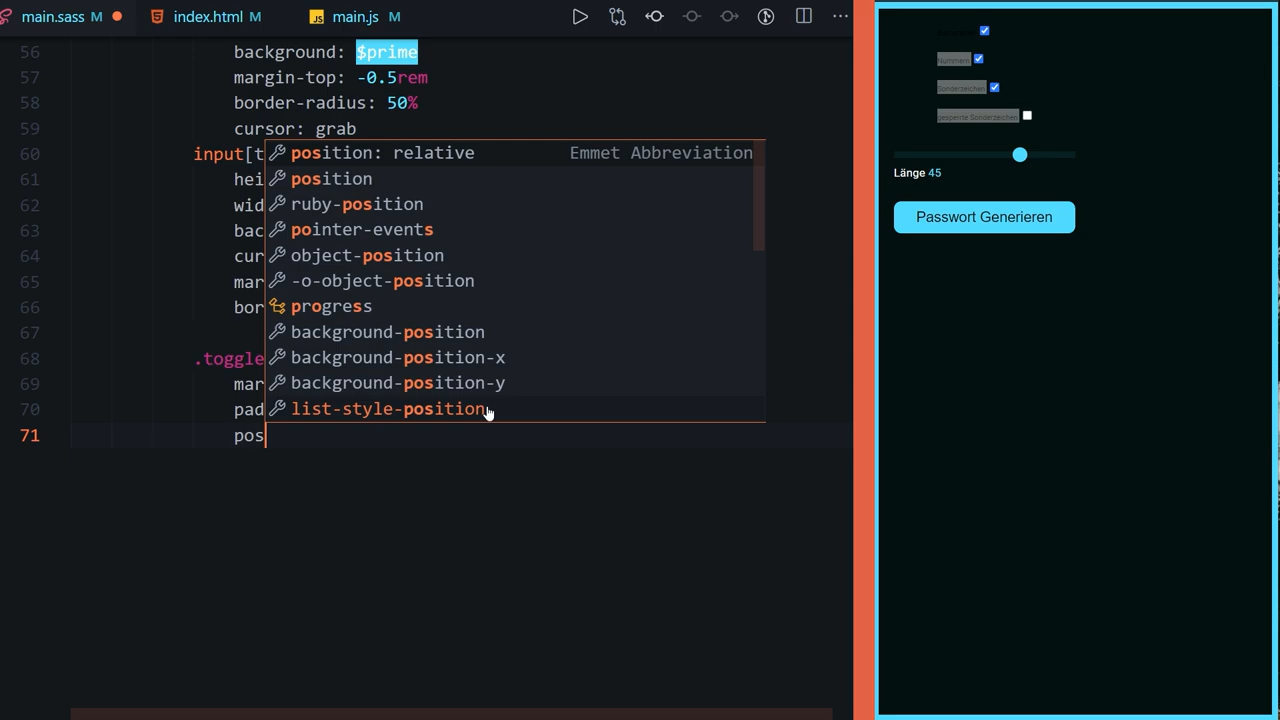 main.sass M
index.html M
JS main.js M
56 background: $prime
57 margin-top: -0.5rem
58 border-radius: 50%
59 cursor: grab
60 input[t
61 hei
62 wid
63 bac
64 cur
65 mar
66 bor
67
68 .toggle
69 mar
70 pad
71 pos
position: relative Emmet Abbreviation
position
ruby-position
pointer-events
object-position
-o-object-position
progress
background-position
background-position-x
background-position-y
list-style-position
Nummern
Sonderzeichen
gesperrte Sonderzeichen
Länge 45
Passwort Generieren